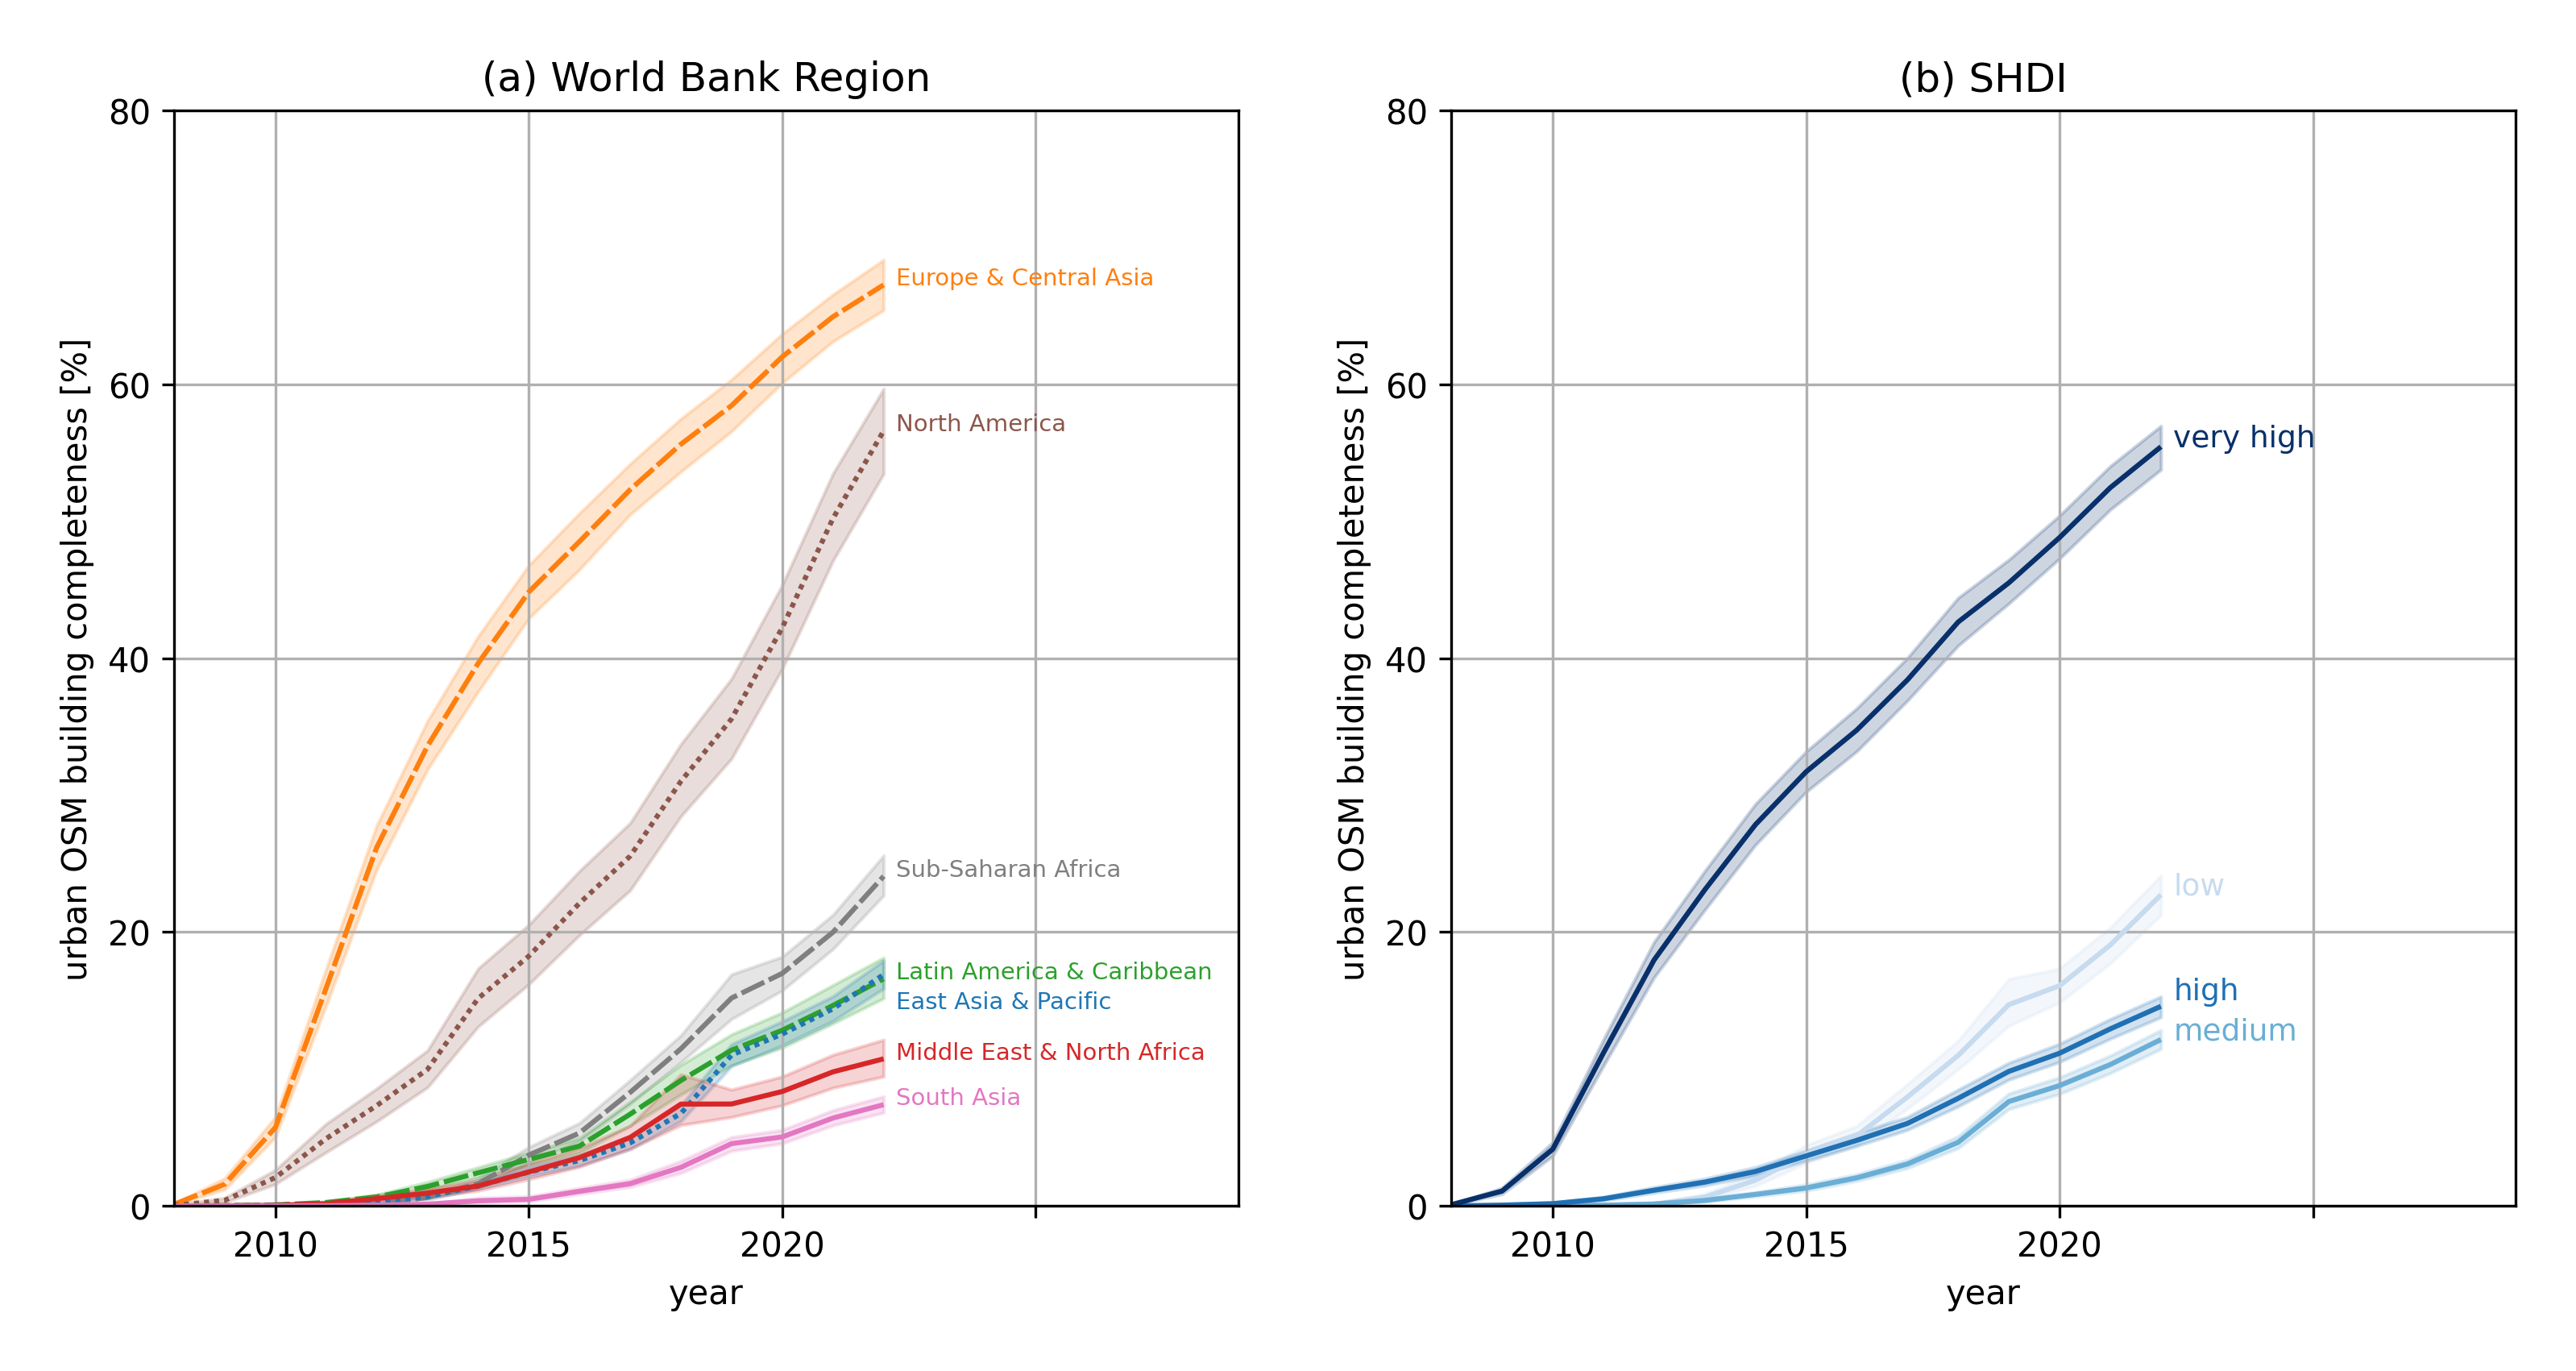 (a) World Bank Region
80
60
40
20
0
urban OSM building completeness [%]
Europe & Central Asia
North America
Sub-Saharan Africa
Latin America & Caribbean
East Asia & Pacific
Middle East & North Africa
South Asia
2010 2015 2020
year
(b) SHDI
80
60
40
20
0
urban OSM building completeness [%]
very high
low
high
medium
2010 2015 2020
year